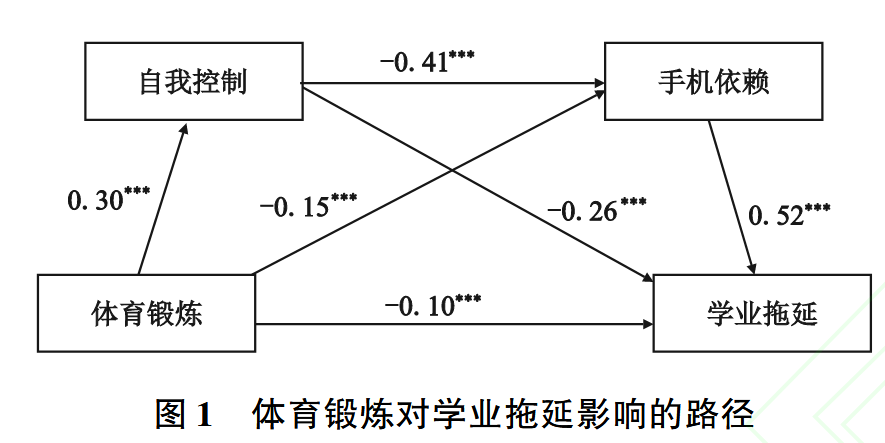 自我控制
-0.41***
手机依赖
0.30***
-0.15***
-0.26***
0.52***
体育锻炼
-0.10***
学业拖延
图1 体育锻炼对学业拖延影响的路径